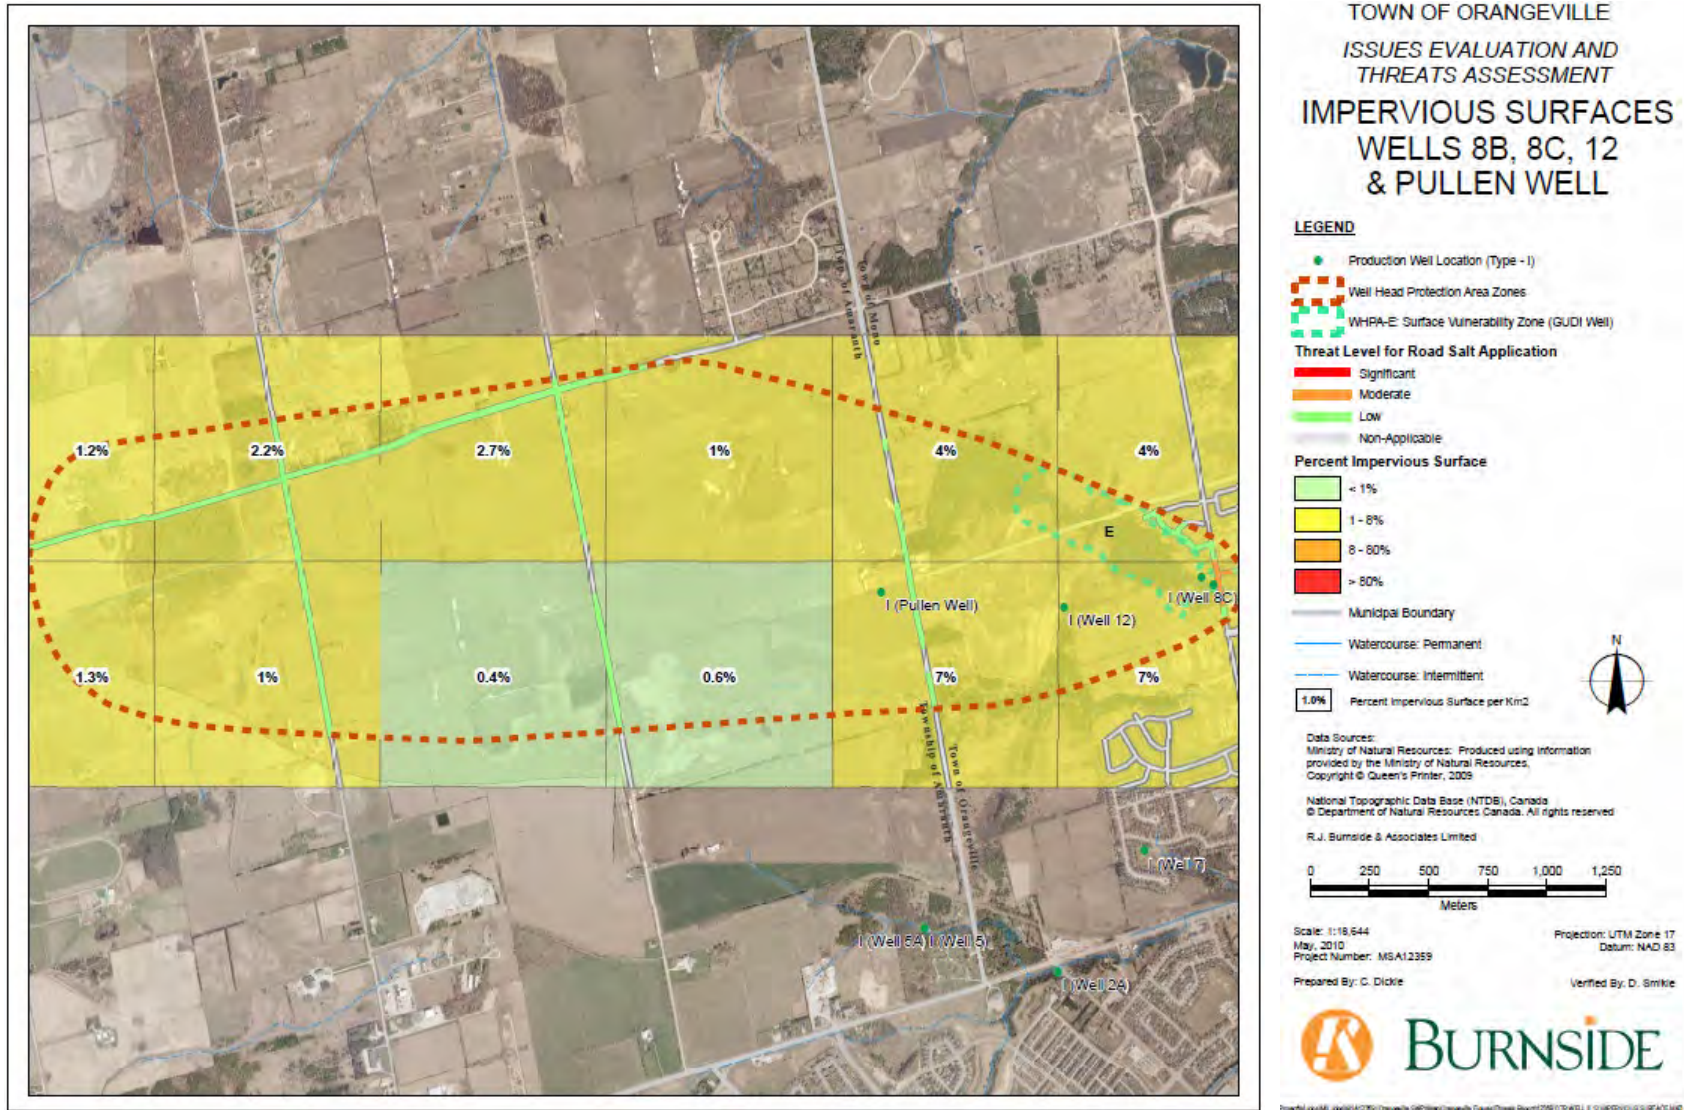 TOWN OF ORANGEVILLE
ISSUES EVALUATION AND
THREATS ASSESSMENT
IMPERVIOUS SURFACES
WELLS 8B, 8C, 12
& PULLEN WELL
LEGEND
Production Well Location (Type - I)
Well Head Protection Area Zones
WHPA-E: Surface Vulnerability Zone (GUDI Well)
Threat Level for Road Salt Application
Significant
Moderate
Low
Non-Applicable
Percent Impervious Surface
< 1%
1 - 8%
8 - 80%
> 80%
Municipal Boundary
Watercourse: Permanent
Watercourse: Intermittent
1.0% Percent Impervious Surface per Km2
N
Data Sources:
Ministry of Natural Resources: Produced using information
provided by the Ministry of Natural Resources,
Copyright © Queen's Printer, 2009
National Topographic Data Base (NTDB), Canada
© Department of Natural Resources Canada. All rights reserved
R.J. Burnside & Associates Limited
0 250 500 750 1,000 1,250
Meters
Scale: 1:18,644
May, 2010
Project Number: MSA12359
Projection: UTM Zone 17
Datum: NAD 83
Prepared By: C. Dickie
Verified By: D. Smikle
BURNSIDE
Town of Mono
Township of Amaranth
1.2% 2.2% 2.7% 1% 4% 4%
E
I (Pullen Well)
I (Well 12)
I (Well 8C)
1.3% 1% 0.4% 0.6% 7% 7%
Township of Amaranth
Town of Orangeville
I (Well 7)
I (Well 5A) I (Well 5)
I (Well 2A)